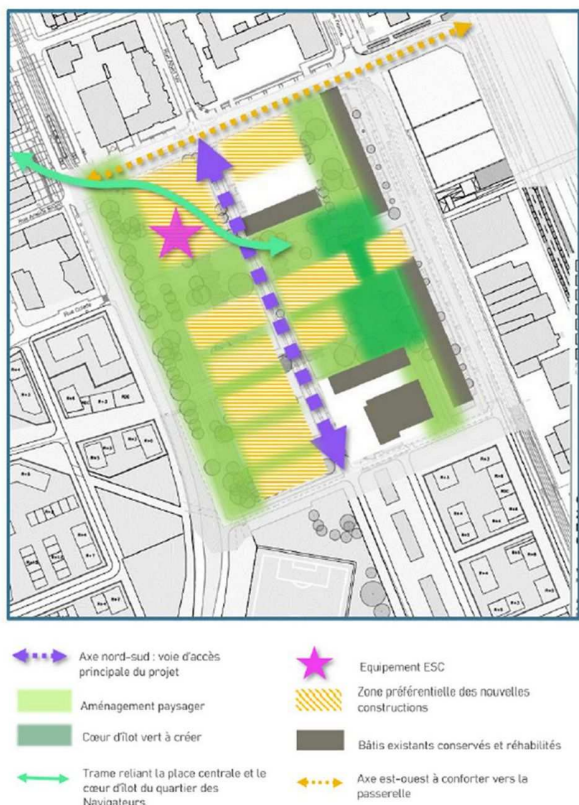 Axe nord-sud : voie d'accès
principale du projet
Equipement ESC
Aménagement paysager
Zone préférentielle des nouvelles
constructions
Cœur d'îlot vert à créer
Bâtis existants conservés et réhabilités
Trame reliant la place centrale et le
cœur d'îlot du quartier des
Navigateurs
Axe est-ouest à conforter vers la
passerelle